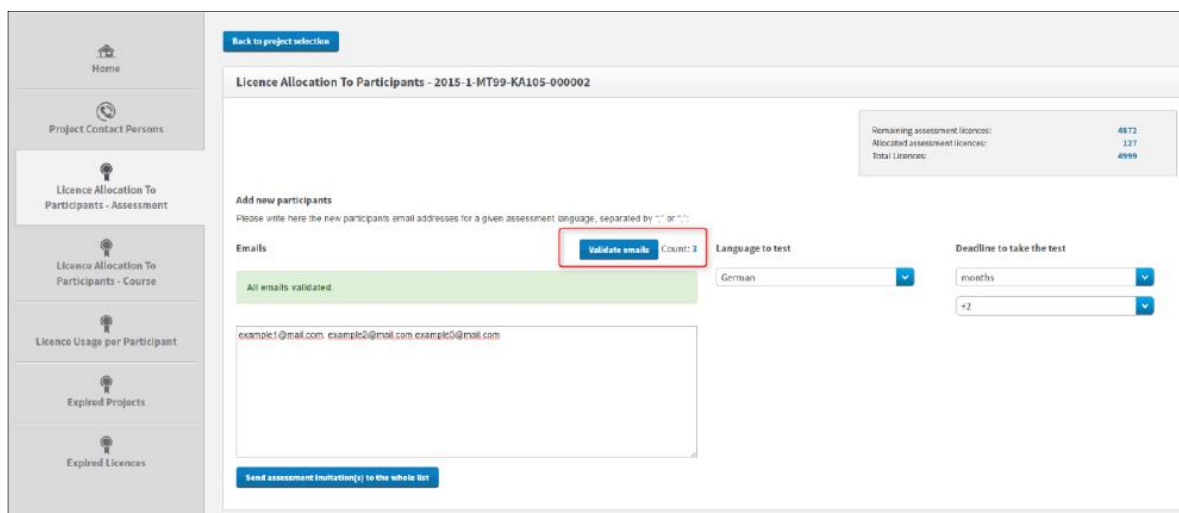 Home
Project Contact Persons
Licence Allocation To
Participants - Assessment
Licence Allocation To
Participants - Course
Licence Usage per Participant
Expired Projects
Expired Licences
Back to project selection
Licence Allocation To Participants - 2015-1-MT99-KA105-000002
Remaining assessment licences: 4872
Allocated assessment licences: 127
Total Licences: 4999
Add new participants
Please write here the new participants email addresses for a given assessment language, separated by "," or ";":
Emails
Validate emails Count: 3
Language to test
Deadline to take the test
All emails validated.
German
months
+2
example1@mail.com, example2@mail.com example3@mail.com
Send assessment invitation(s) to the whole list